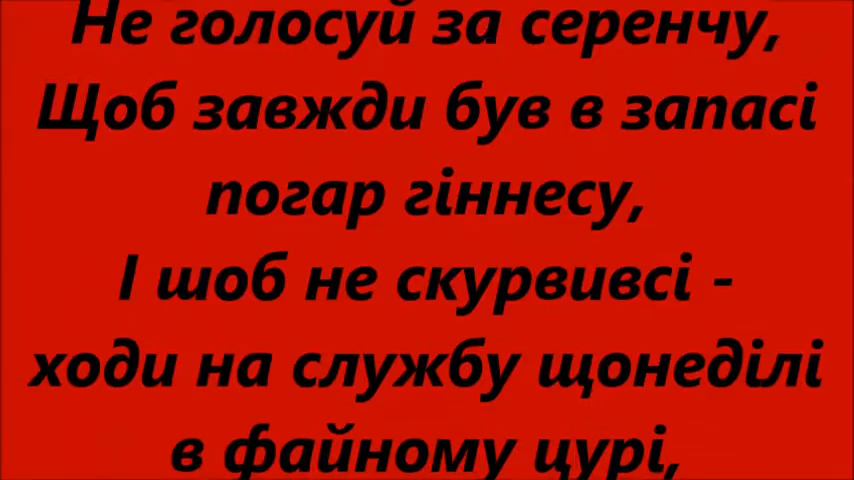 Не голосуй за серенчу,
Щоб завжди був в запасі
погар гіннесу,
І шоб не скурвивсі -
ходи на службу щонеділі
в файному цурі,